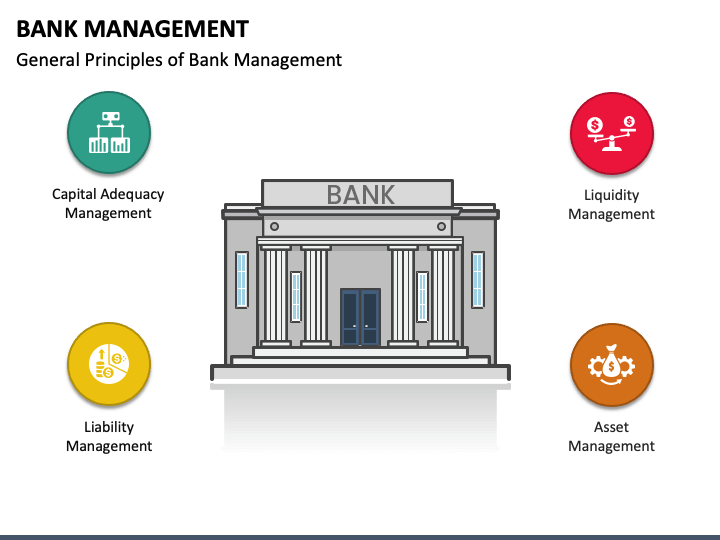 BANK MANAGEMENT
General Principles of Bank Management
Capital Adequacy
Management
Liquidity
Management
BANK
Liability
Management
Asset
Management